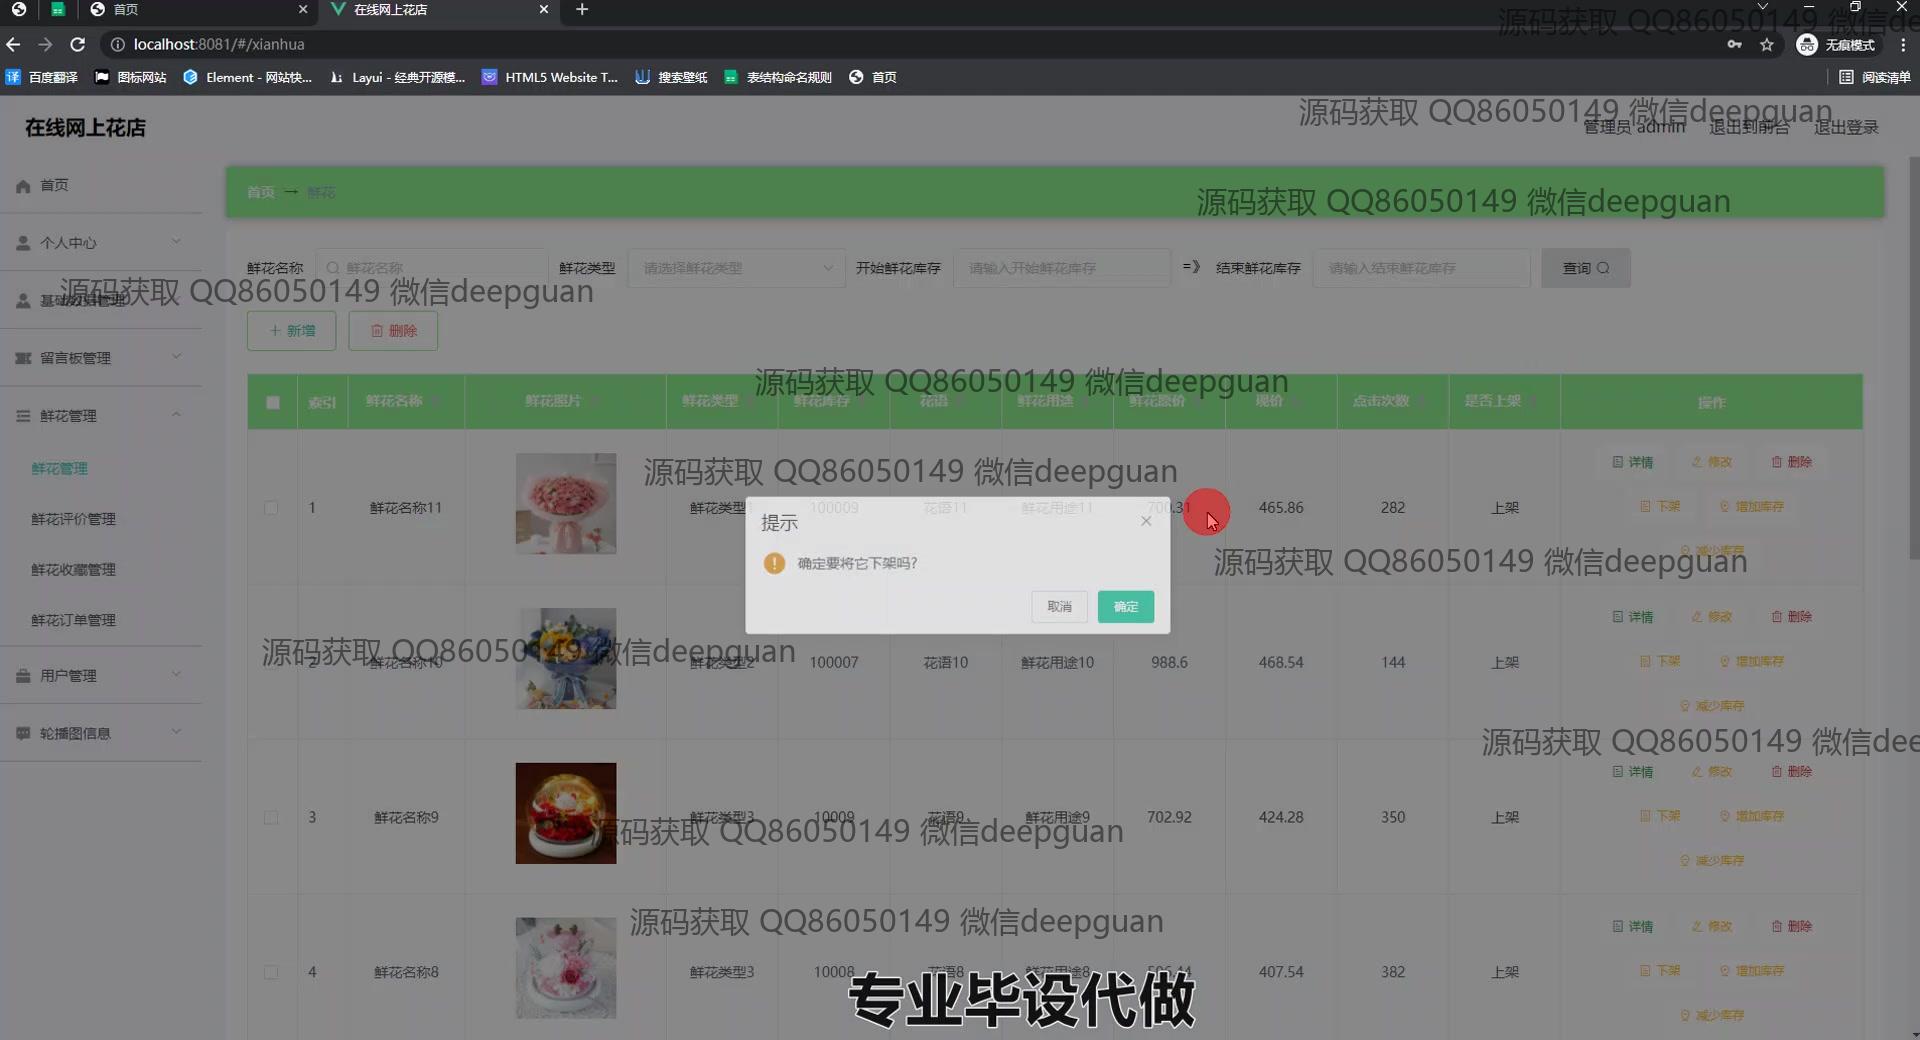 首页
在线网上花店
localhost:8081/#/xianhua
无痕模式
百度翻译
图标网站
Element - 网站快...
Layui - 经典开源模...
HTML5 Website T...
搜索壁纸
表结构命名规则
首页
阅读清单
源码获取 QQ86050149 微信de
在线网上花店
源码获取 QQ86050149 微信deepguan
管理员 admin
退出到前台
退出登录
首页
个人中心
基础数据管理
留言板管理
鲜花管理
鲜花管理
鲜花评价管理
鲜花收藏管理
鲜花订单管理
用户管理
轮播图信息
首页 → 鲜花
源码获取 QQ86050149 微信deepguan
鲜花名称 鲜花名称 鲜花类型 请选择鲜花类型 开始鲜花库存 请输入开始鲜花库存 => 结束鲜花库存 请输入结束鲜花库存 查询
源码获取 QQ86050149 微信deepguan
+ 新增 删除
源码获取 QQ86050149 微信deepguan
索引 鲜花名称 鲜花照片 鲜花类型 鲜花库存 花语 鲜花用途 鲜花原价 现价 点击次数 是否上架 操作
源码获取 QQ86050149 微信deepguan
1 鲜花名称11 鲜花类型1 100009 花语11 鲜花用途11 700.31 465.86 282 上架
详情 修改 删除
下架 增加库存
减少库存
提示
确定要将它下架吗?
取消 确定
源码获取 QQ86050149 微信deepguan
2 鲜花名称10 鲜花类型2 100007 花语10 鲜花用途10 988.6 468.54 144 上架
详情 修改 删除
下架 增加库存
减少库存
源码获取 QQ86050149 微信deepguan
源码获取 QQ86050149 微信dee
3 鲜花名称9 鲜花类型3 10009 花语9 鲜花用途9 702.92 424.28 350 上架
详情 修改 删除
下架 增加库存
减少库存
源码获取 QQ86050149 微信deepguan
源码获取 QQ86050149 微信deepguan
4 鲜花名称8 鲜花类型3 10008 花语8 鲜花用途8 407.54 382 上架
详情 修改 删除
下架 增加库存
减少库存
专业毕设代做